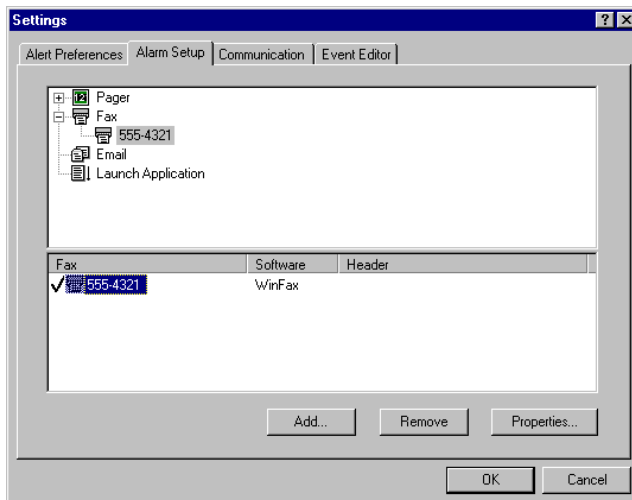 Settings
Alert Preferences Alarm Setup Communication Event Editor
12 Pager
Fax
555-4321
Email
Launch Application
Fax Software Header
555-4321 WinFax
Add... Remove Properties...
OK Cancel